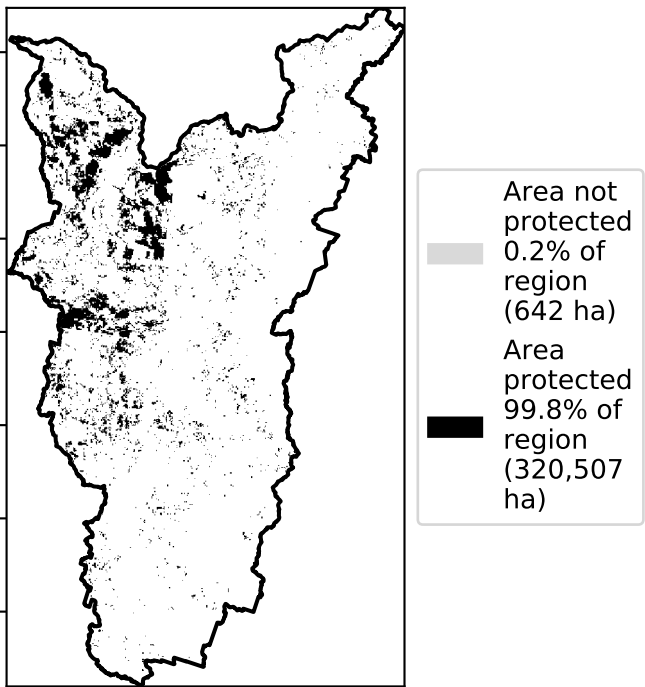 Area not
protected
0.2% of
region
(642 ha)
Area
protected
99.8% of
region
(320,507
ha)